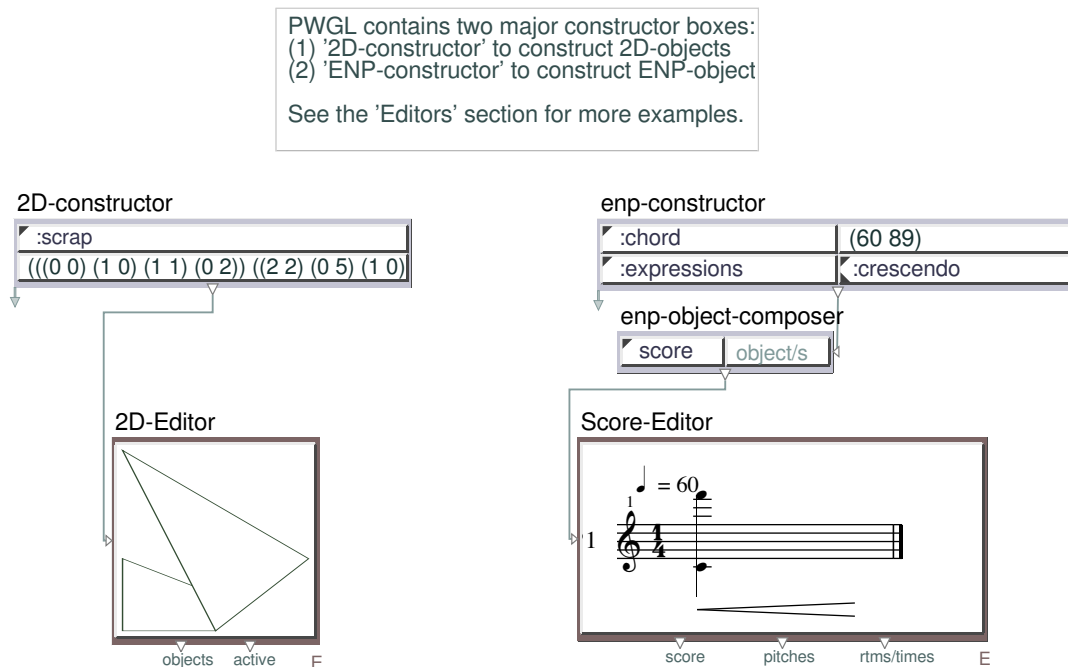 PWGL contains two major constructor boxes:
(1) ’2D-constructor’ to construct 2D-objects
(2) ’ENP-constructor’ to construct ENP-object
See the ’Editors’ section for more examples.
2D-constructor
:scrap
(((0 0) (1 0) (1 1) (0 2)) ((2 2) (0 5) (1 0)
2D-Editor
objects active E
enp-constructor
:chord (60 89)
:expressions :crescendo
enp-object-composer
score object/s
Score-Editor
= 60
1
1 1
4
score pitches rtms/times E